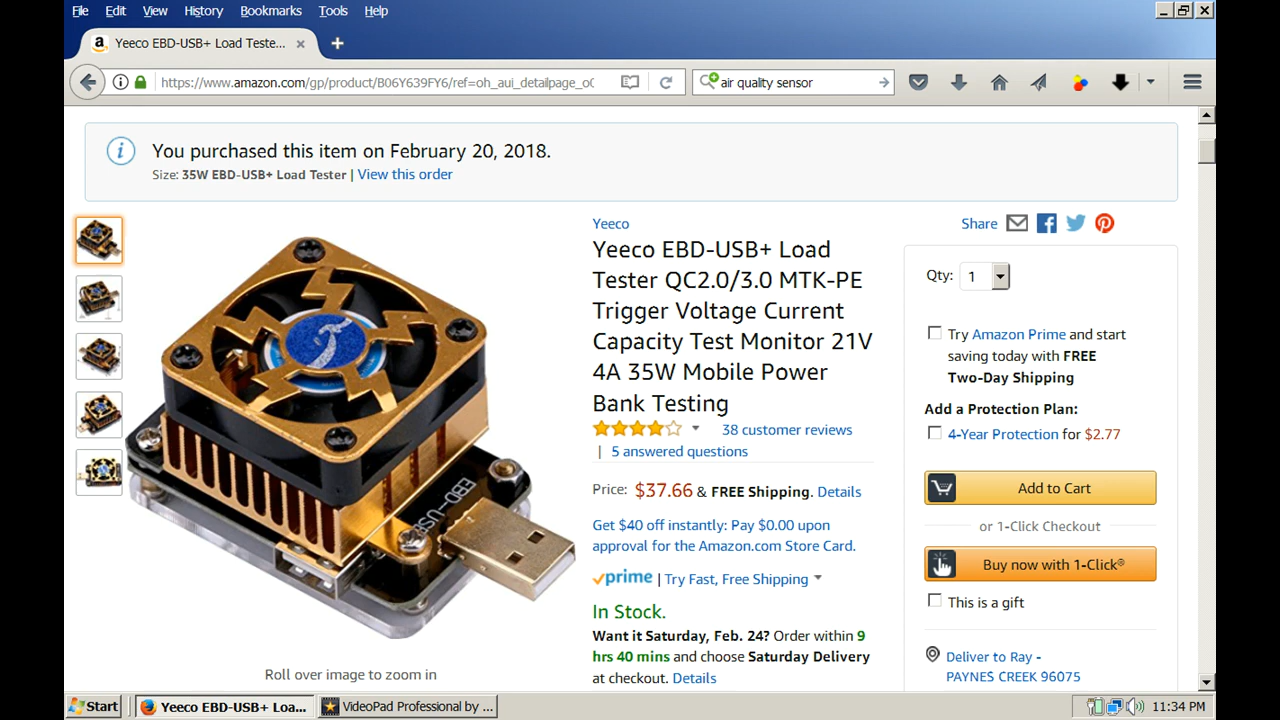 File Edit View History Bookmarks Tools Help
Yeeco EBD-USB+ Load Teste...
https://www.amazon.com/gp/product/B06Y639FY6/ref=oh_aui_detailpage_o0
air quality sensor
You purchased this item on February 20, 2018.
Size: 35W EBD-USB+ Load Tester | View this order
Yeeco
Yeeco EBD-USB+ Load
Tester QC2.0/3.0 MTK-PE
Trigger Voltage Current
Capacity Test Monitor 21V
4A 35W Mobile Power
Bank Testing
38 customer reviews
| 5 answered questions
Price: $37.66 & FREE Shipping. Details
Get $40 off instantly: Pay $0.00 upon
approval for the Amazon.com Store Card.
prime | Try Fast, Free Shipping
In Stock.
Want it Saturday, Feb. 24? Order within 9
hrs 40 mins and choose Saturday Delivery
at checkout. Details
EBD-USB
Roll over image to zoom in
Share
Qty: 1
Try Amazon Prime and start
saving today with FREE
Two-Day Shipping
Add a Protection Plan:
4-Year Protection for $2.77
Add to Cart
or 1-Click Checkout
Buy now with 1-Click®
This is a gift
Deliver to Ray -
PAYNES CREEK 96075
Start
Yeeco EBD-USB+ Loa...
VideoPad Professional by ...
11:34 PM